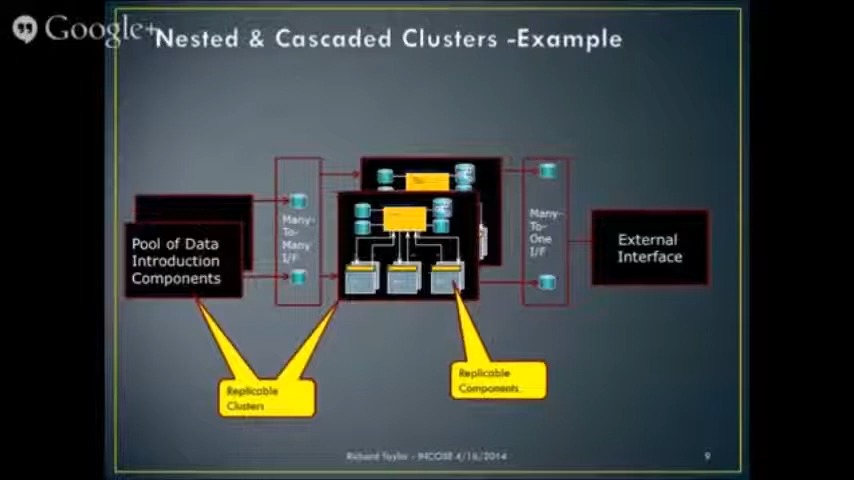 Google+
Nested & Cascaded Clusters -Example
Pool of Data
Introduction
Components
Many-
To-
Many
I/F
Many-
To-
One
I/F
External
Interface
Replicable
Clusters
Replicable
Components
Richard Taylor - INCOSE 4/16/2014
9